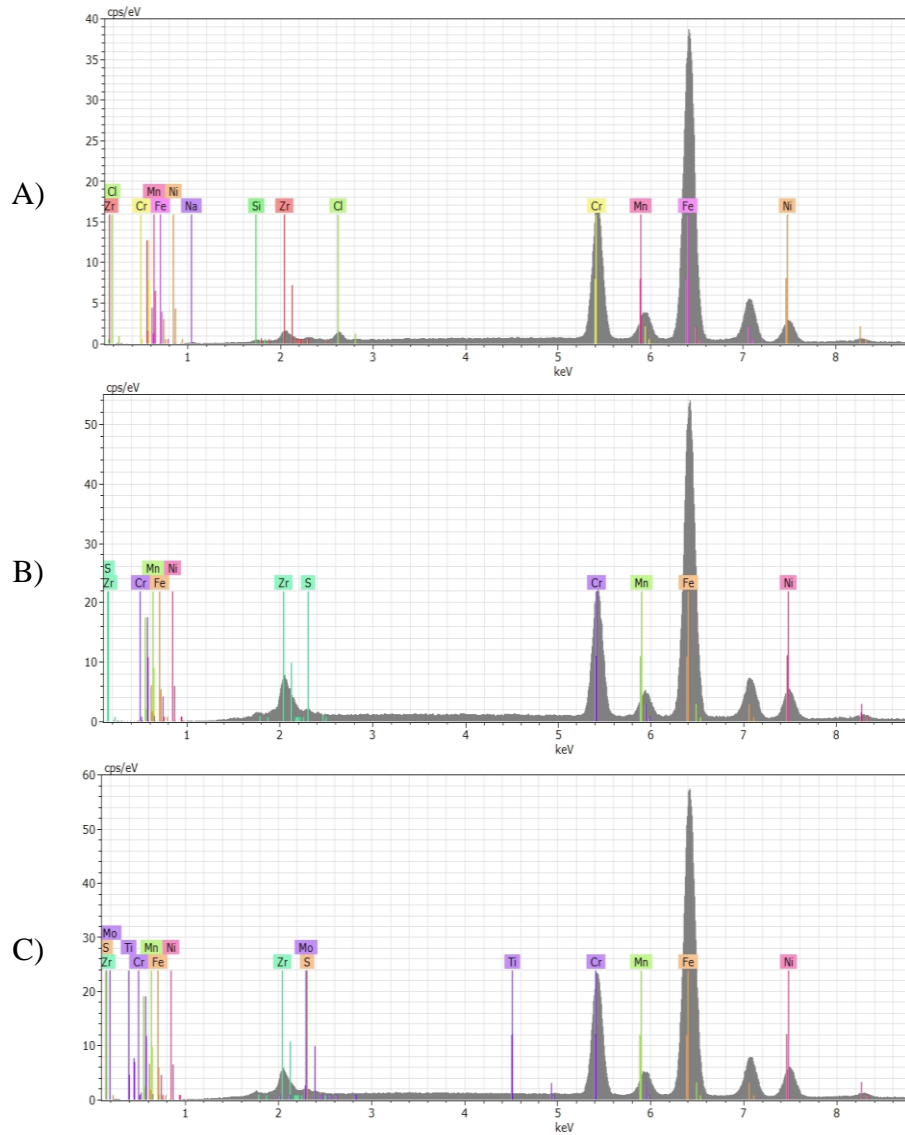 cps/eV
40
35
30
25
20
15
10
5
0
A)
Cl Mn Ni
Zr Cr Fe Na Si Zr Cl Cr Mn Fe Ni
1 2 3 4 5 6 7 8
keV
cps/eV
50
40
30
20
10
0
B)
S Mn Ni
Zr Cr Fe Zr S Cr Mn Fe Ni
1 2 3 4 5 6 7 8
keV
cps/eV
60
50
40
30
20
10
0
C)
Mo Mo
S Ti Mn Ni S Ti Cr Mn Fe Ni
Zr Cr Fe Zr
1 2 3 4 5 6 7 8
keV